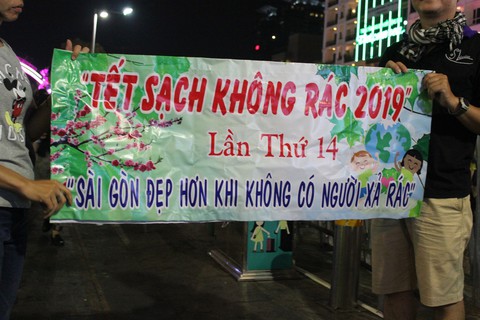 "TẾT SẠCH KHÔNG RÁC 2019"
Lần Thứ 14
"SÀI GÒN ĐẸP HƠN KHI KHÔNG CÓ NGƯỜI XẢ RÁC"